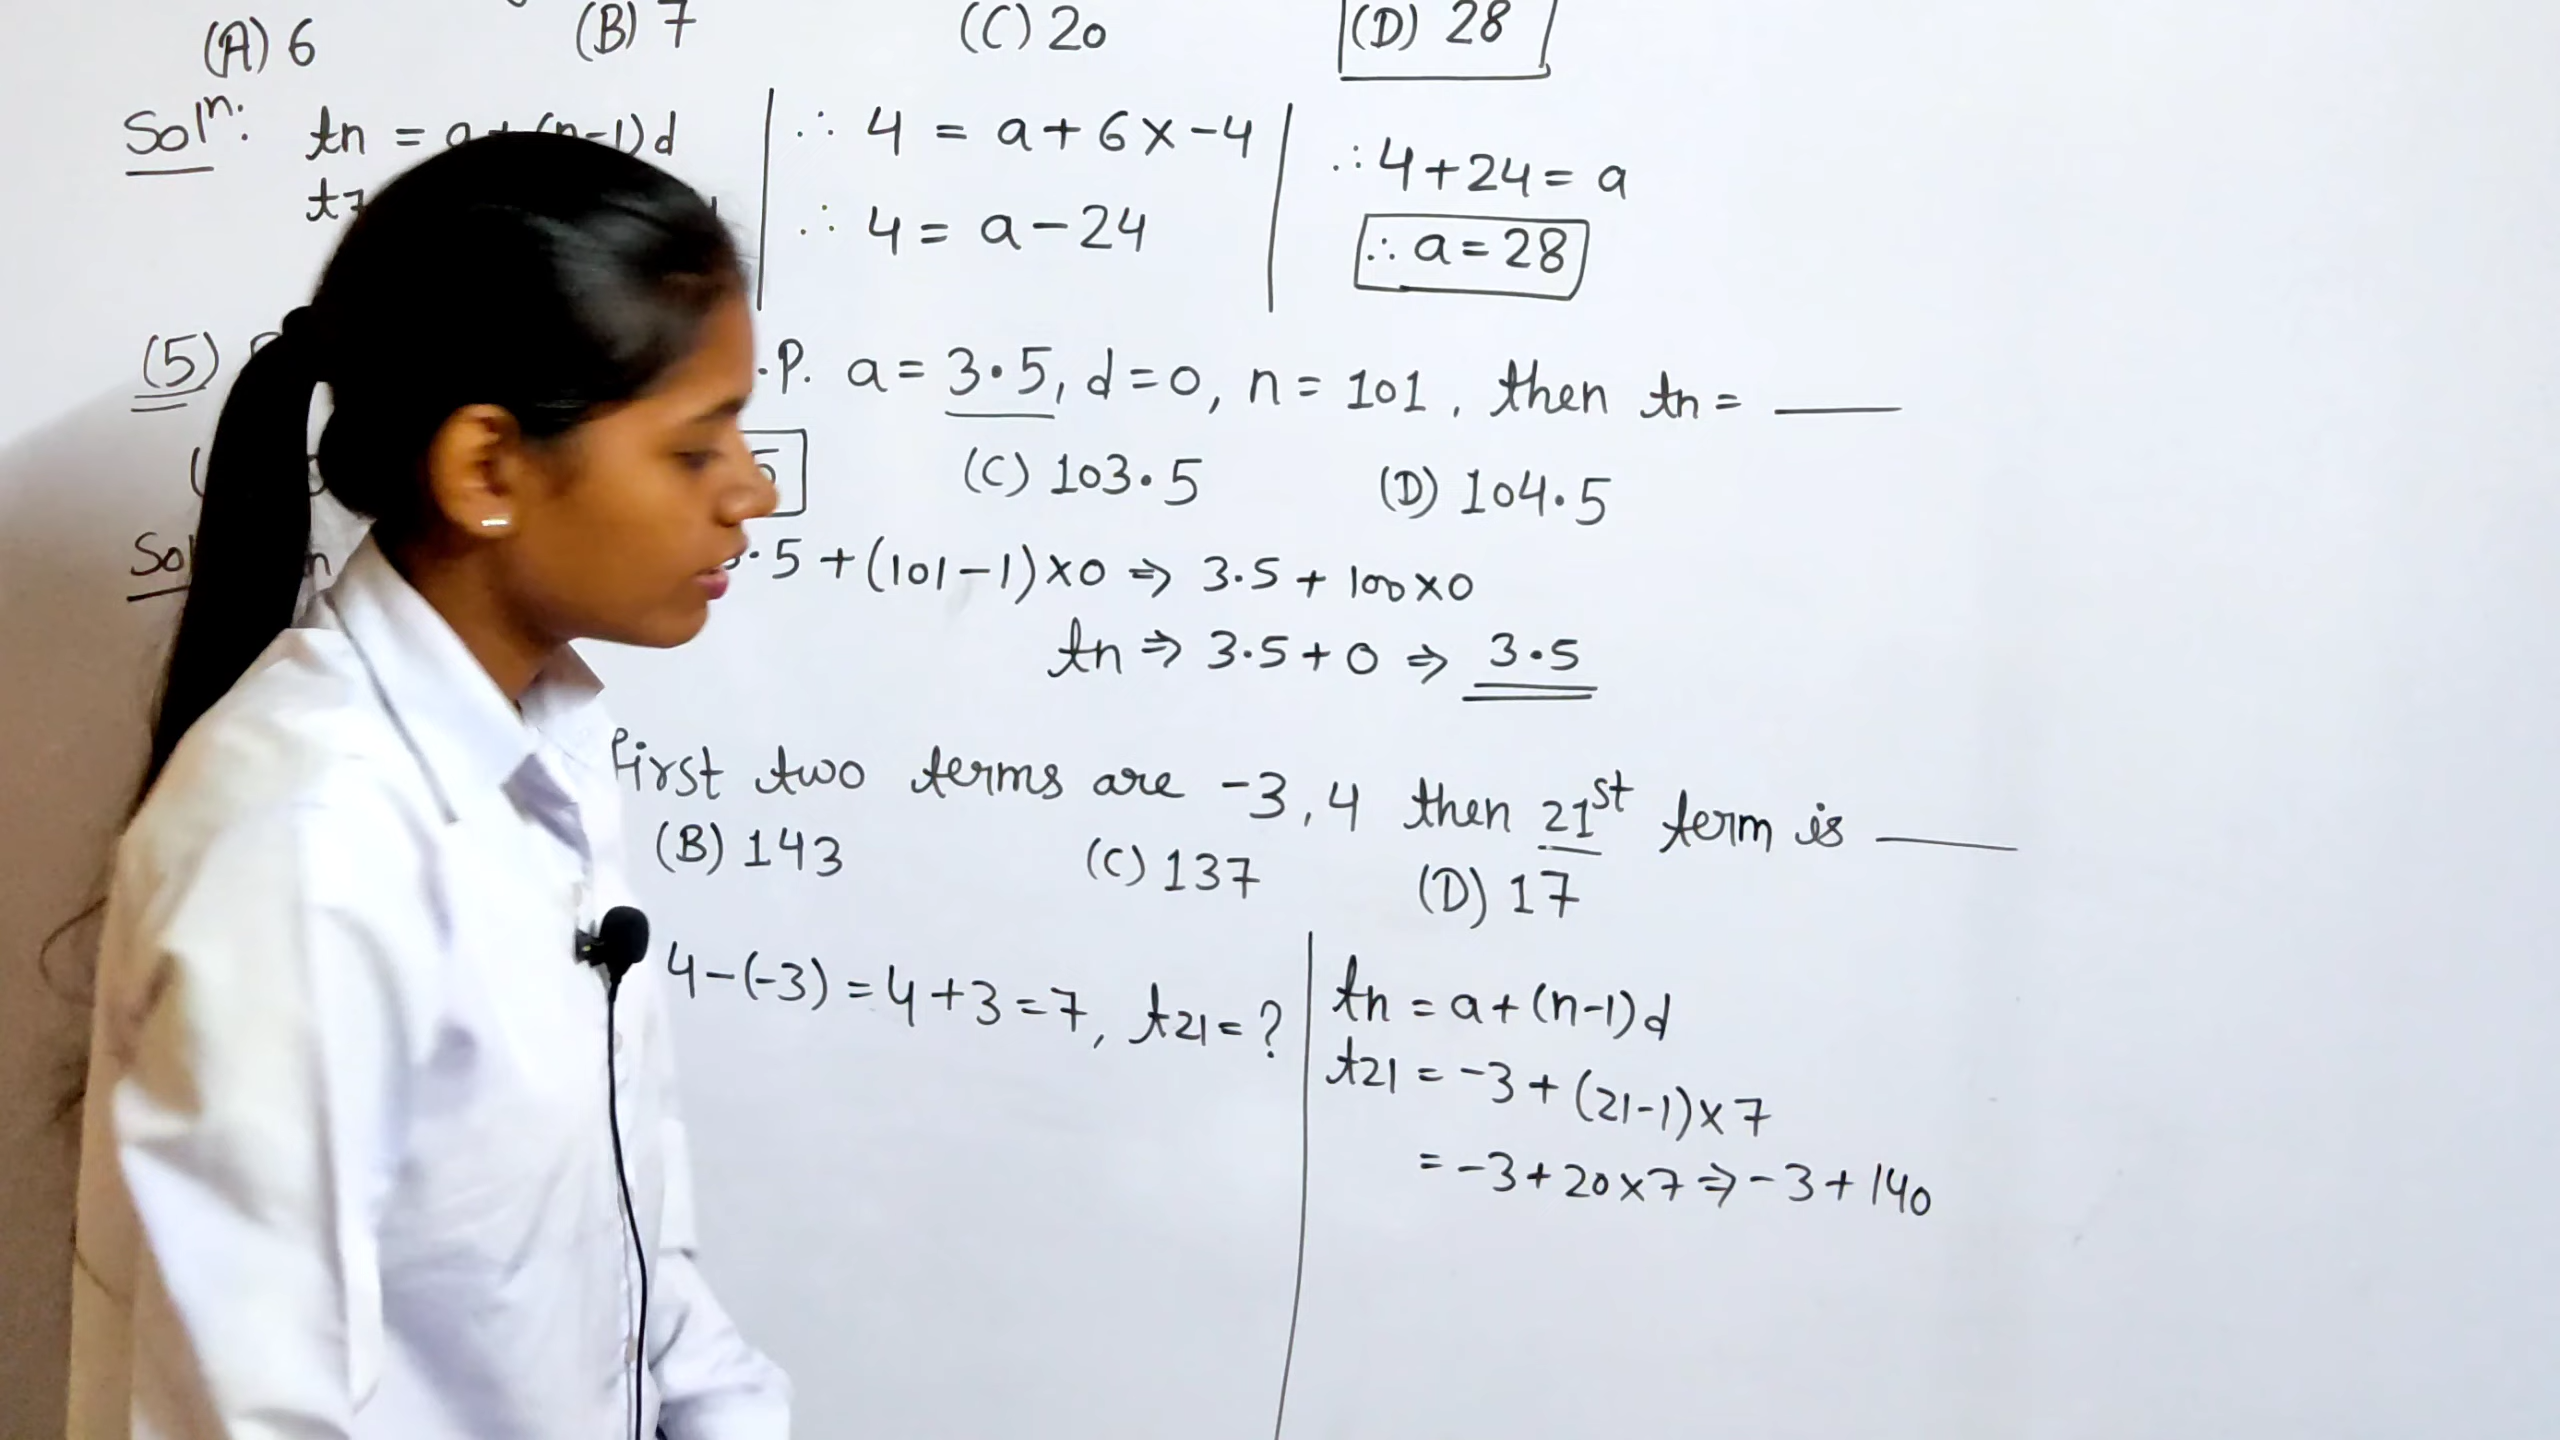 (A) 6 (B) 7 (C) 20 (D) 28
Solⁿ: tn = a + (n-1)d
t7
∴ 4 = a + 6 × -4
∴ 4 = a - 24
∴ 4 + 24 = a
∴ a = 28
(5) .P. a = 3.5, d = 0, n = 101, then tn = ___
(C) 103.5 (D) 104.5
.5 + (101-1) × 0 ⇒ 3.5 + 100 × 0
tn ⇒ 3.5 + 0 ⇒ 3.5
First two terms are -3, 4 then 21st term is ___
(B) 143 (C) 137 (D) 17
4 - (-3) = 4 + 3 = 7, t21 = ?
tn = a + (n-1)d
t21 = -3 + (21-1) × 7
= -3 + 20 × 7 ⇒ -3 + 140